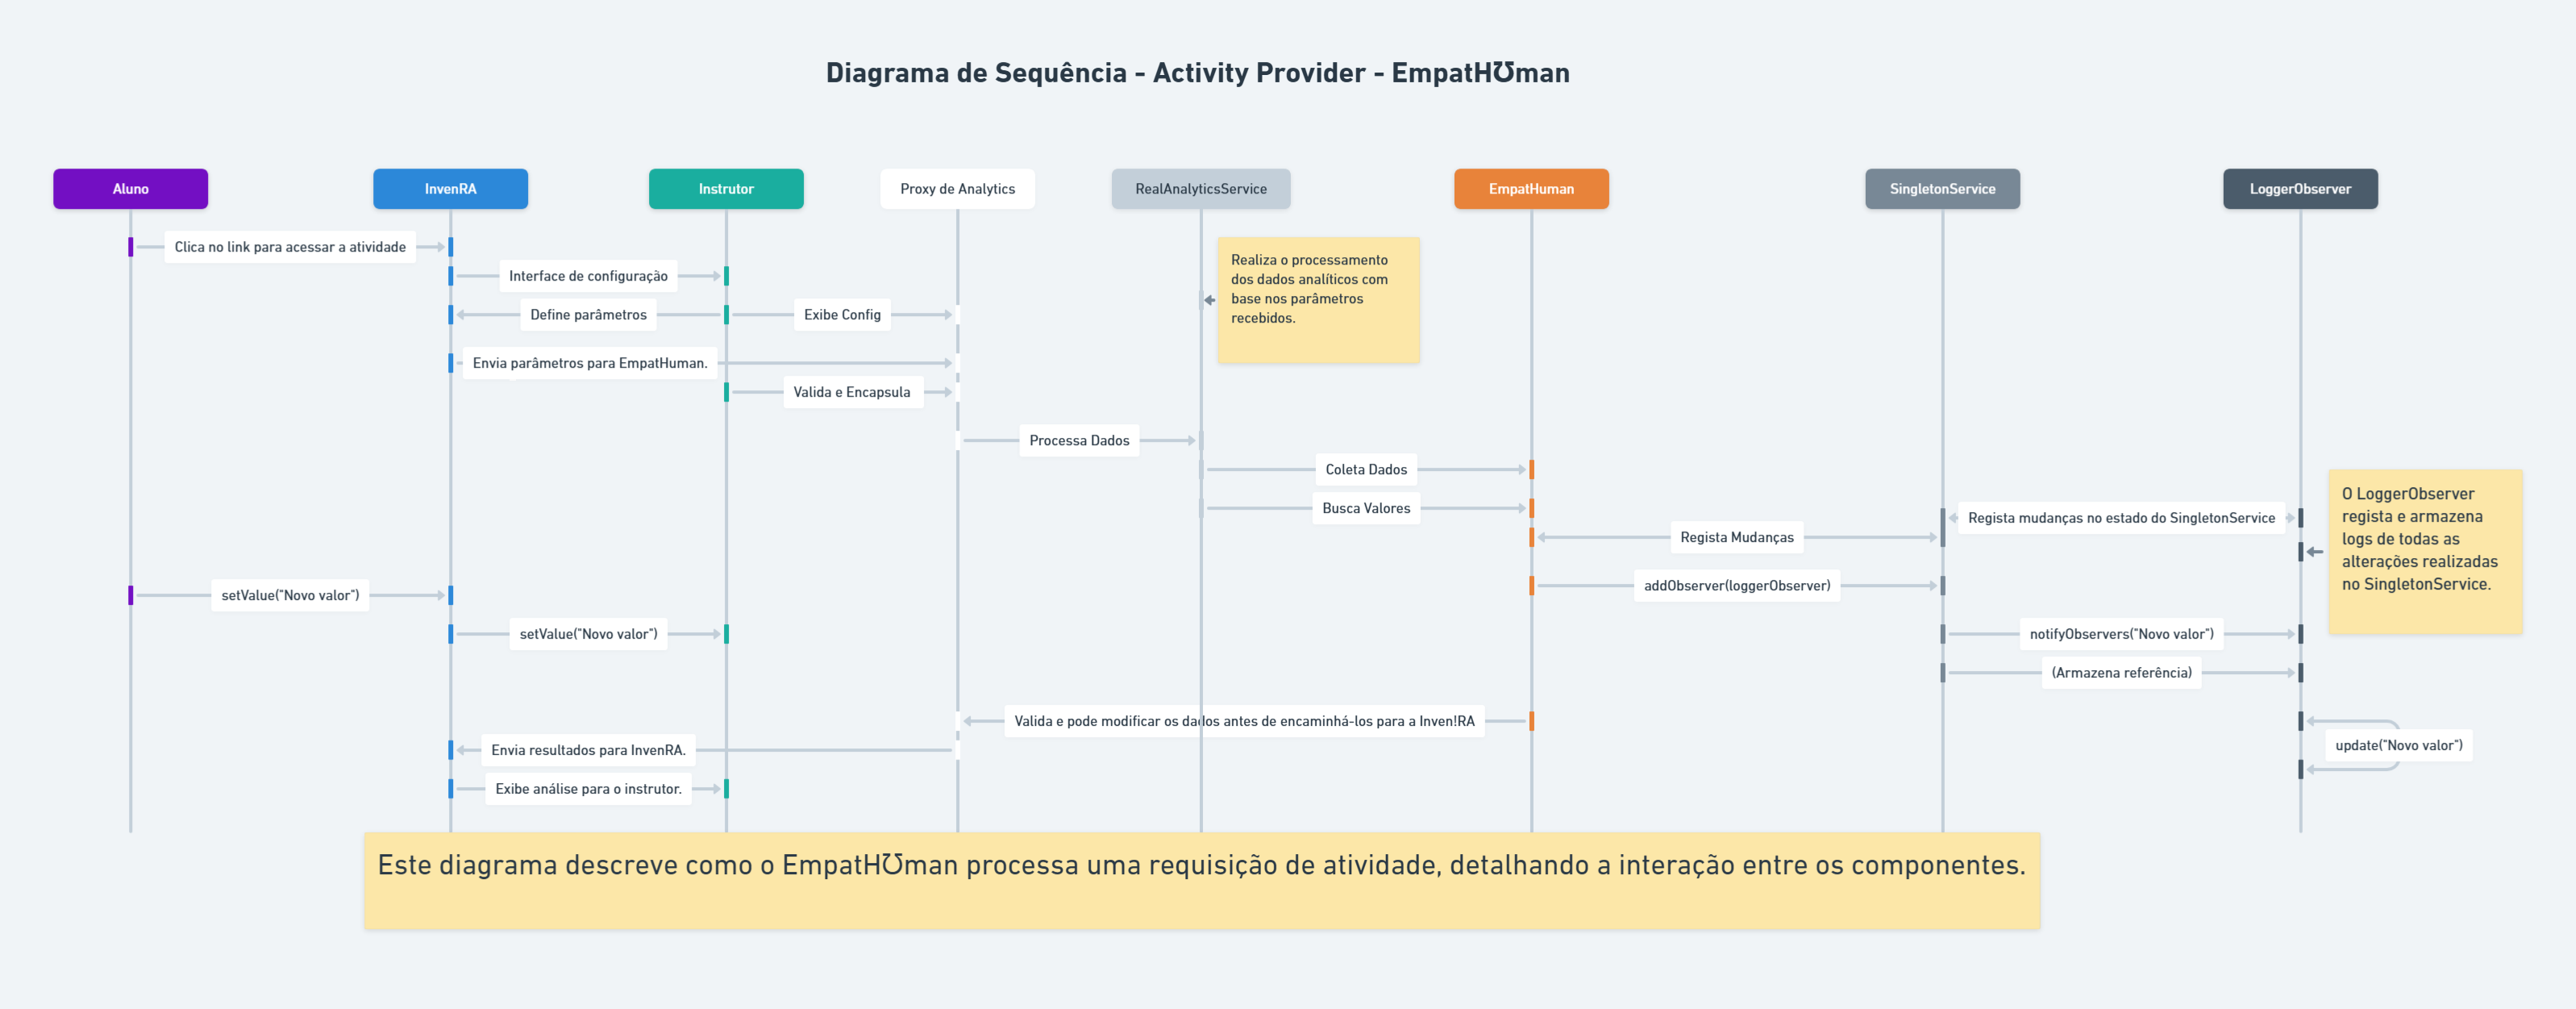 Diagrama de Sequência - Activity Provider - EmpatHƱman
Aluno
InvenRA
Instrutor
Proxy de Analytics
RealAnalyticsService
EmpatHuman
SingletonService
LoggerObserver
Clica no link para acessar a atividade
Realiza o processamento
dos dados analíticos com
base nos parâmetros
recebidos.
Interface de configuração
Define parâmetros
Exibe Config
Envia parâmetros para EmpatHuman.
Valida e Encapsula
Processa Dados
Coleta Dados
Busca Valores
Regista mudanças no estado do SingletonService
O LoggerObserver
regista e armazena
logs de todas as
alterações realizadas
no SingletonService.
Regista Mudanças
addObserver(loggerObserver)
setValue("Novo valor")
setValue("Novo valor")
notifyObservers("Novo valor")
(Armazena referência)
Valida e pode modificar os dados antes de encaminhá-los para a Inven!RA
update("Novo valor")
Envia resultados para InvenRA.
Exibe análise para o instrutor.
Este diagrama descreve como o EmpatHƱman processa uma requisição de atividade, detalhando a interação entre os componentes.